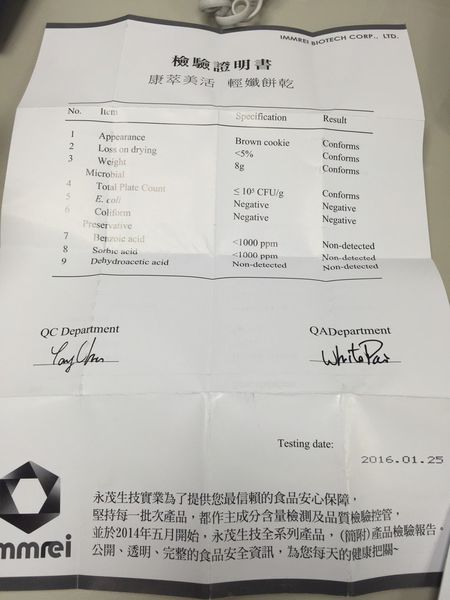 IMMREI BIOTECH CORP., LTD.
檢驗證明書
康萃美活 輕孅餅乾
No. Item Specification Result
1 Appearance Brown cookie Conforms
2 Loss on drying <5% Conforms
3 Weight 8g Conforms
Microbial
4 Total Plate Count ≤ 10⁵ CFU/g Conforms
5 E. coli Negative Negative
6 Coliform Negative Negative
Preservative
7 Benzoic acid <1000 ppm Non-detected
8 Sorbic acid <1000 ppm Non-detected
9 Dehydroacetic acid Non-detected Non-detected
QC Department QADepartment
Testing date:
2016.01.25
immrei
永茂生技實業為了提供您最信賴的食品安心保障，
堅持每一批次產品，都作主成分含量檢測及品質檢驗控管，
並於2014年五月開始，永茂生技全系列產品，(簡附)產品檢驗報告。
公開、透明、完整的食品安全資訊，為您每天的健康把關~